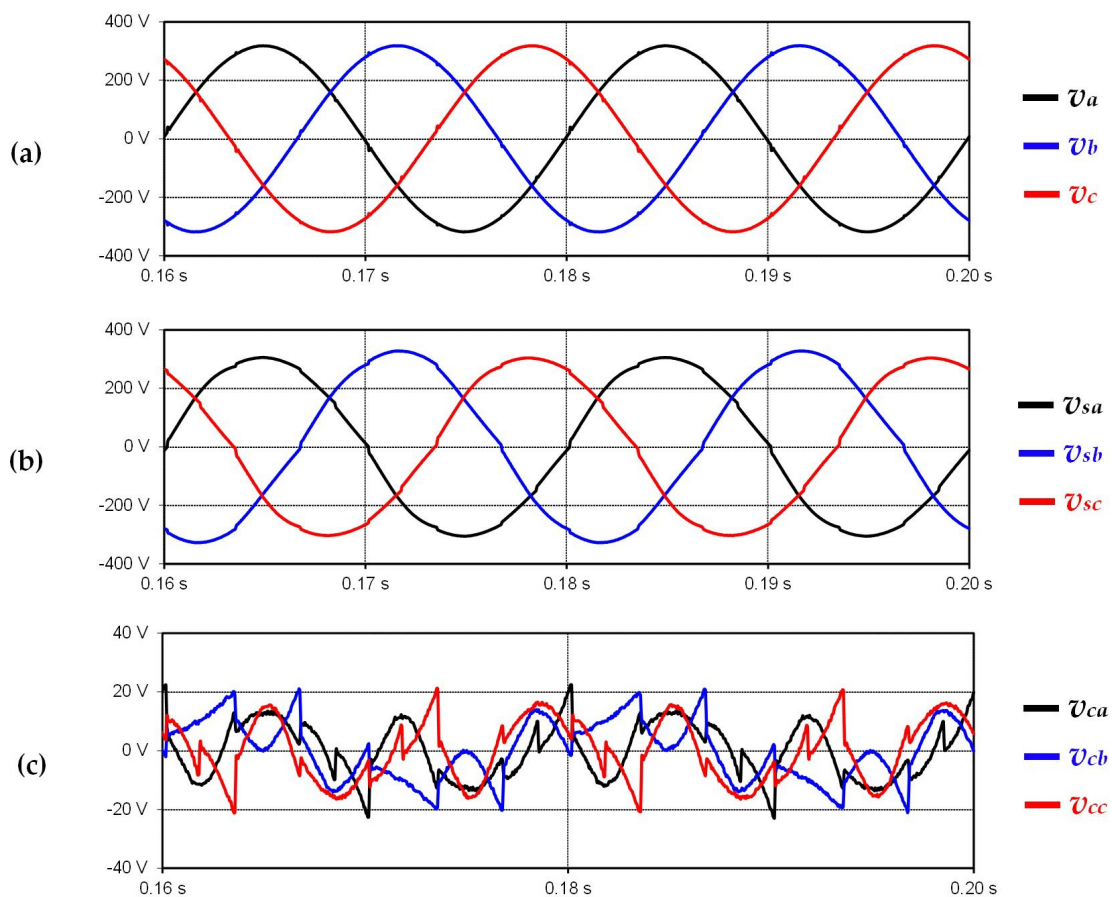 (a)
400 V
200 V
0 V
-200 V
-400 V
0.16 s 0.17 s 0.18 s 0.19 s 0.20 s
va
vb
vc
(b)
400 V
200 V
0 V
-200 V
-400 V
0.16 s 0.17 s 0.18 s 0.19 s 0.20 s
vsa
vsb
vsc
(c)
40 V
20 V
0 V
-20 V
-40 V
0.16 s 0.18 s 0.20 s
vca
vcb
vcc